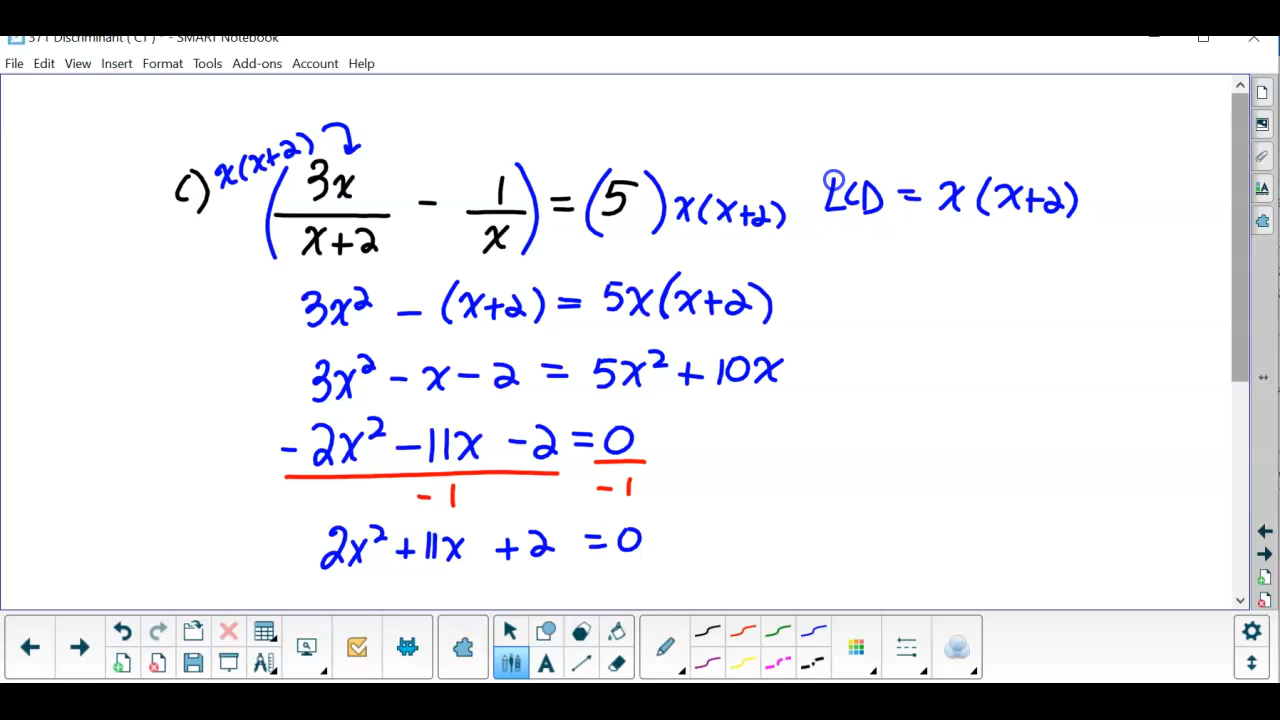 371 Discriminant ( CT ) * - SMART Notebook
File Edit View Insert Format Tools Add-ons Account Help
c) x(x+2) (3x/(x+2) - 1/x) = (5) x(x+2) LCD = x(x+2)
3x² - (x+2) = 5x(x+2)
3x² - x - 2 = 5x² + 10x
-2x² - 11x - 2 = 0
-1 -1
2x² + 11x + 2 = 0
A